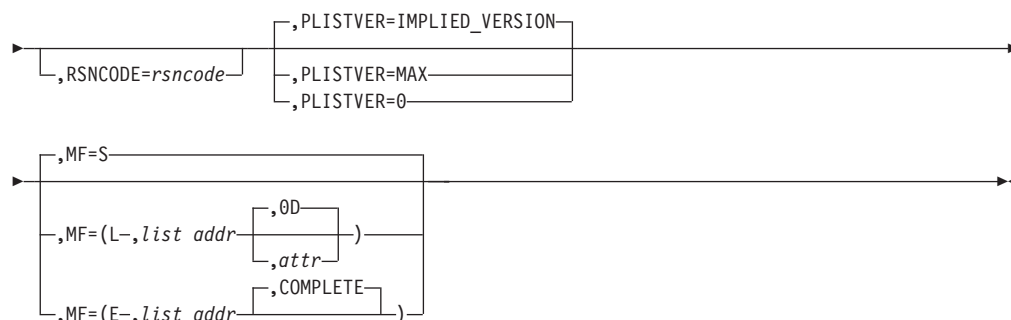 ,PLISTVER=IMPLIED_VERSION
,RSNCODE=rsncode
,PLISTVER=MAX
,PLISTVER=0
,MF=S
,0D
,MF=(L,list addr )
,attr
,COMPLETE
,MF=(E,list addr )